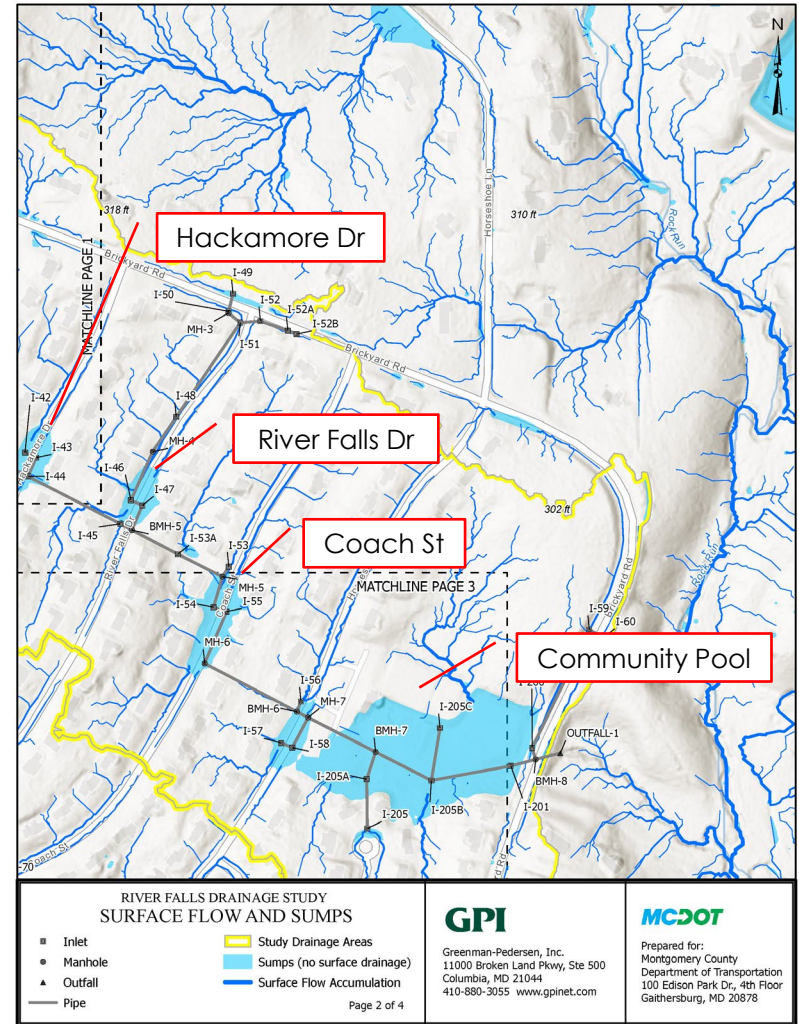 N
318 ft
Hackamore Dr
Horseshoe Ln
310 ft
Rock Run
MATCHLINE PAGE 1
Brickyard Rd
I-49
I-50
I-52
I-52A
I-52B
MH-3
I-51
Brickyard Rd
I-48
I-42
River Falls Dr
MH-4
I-43
Hackamore Dr
I-44
I-46
I-47
302 ft
I-45
BMH-5
Coach St
I-53A
I-53
River Falls Dr
Rock Run
Brickyard Rd
MH-5
MATCHLINE PAGE 3
I-54
I-55
Coach St
I-59
I-60
MH-6
Community Pool
I-56
MH-7
BMH-6
I-205C
I-57
I-58
BMH-7
OUTFALL-1
I-205A
BMH-8
I-205B
I-201
I-205
Coach St
rd Rd
RIVER FALLS DRAINAGE STUDY
SURFACE FLOW AND SUMPS
Inlet
Manhole
Outfall
Pipe
Study Drainage Areas
Sumps (no surface drainage)
Surface Flow Accumulation
Page 2 of 4
GPI
Greenman-Pedersen, Inc.
11000 Broken Land Pkwy, Ste 500
Columbia, MD 21044
410-880-3055 www.gpinet.com
MCDOT
Prepared for:
Montgomery County
Department of Transportation
100 Edison Park Dr., 4th Floor
Gaithersburg, MD 20878